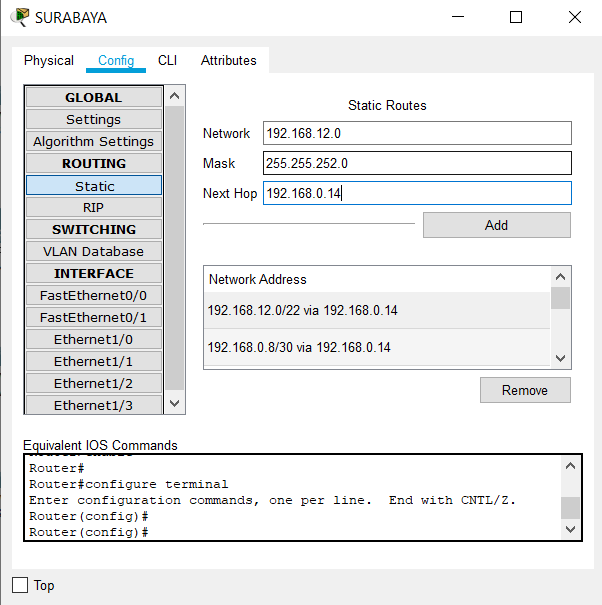 SURABAYA
Physical Config CLI Attributes
GLOBAL
Settings
Algorithm Settings
ROUTING
Static
RIP
SWITCHING
VLAN Database
INTERFACE
FastEthernet0/0
FastEthernet0/1
Ethernet1/0
Ethernet1/1
Ethernet1/2
Ethernet1/3
Static Routes
Network 192.168.12.0
Mask 255.255.252.0
Next Hop 192.168.0.14
Add
Network Address
192.168.12.0/22 via 192.168.0.14
192.168.0.8/30 via 192.168.0.14
Remove
Equivalent IOS Commands
Router#
Router#configure terminal
Enter configuration commands, one per line. End with CNTL/Z.
Router(config)#
Router(config)#
Top